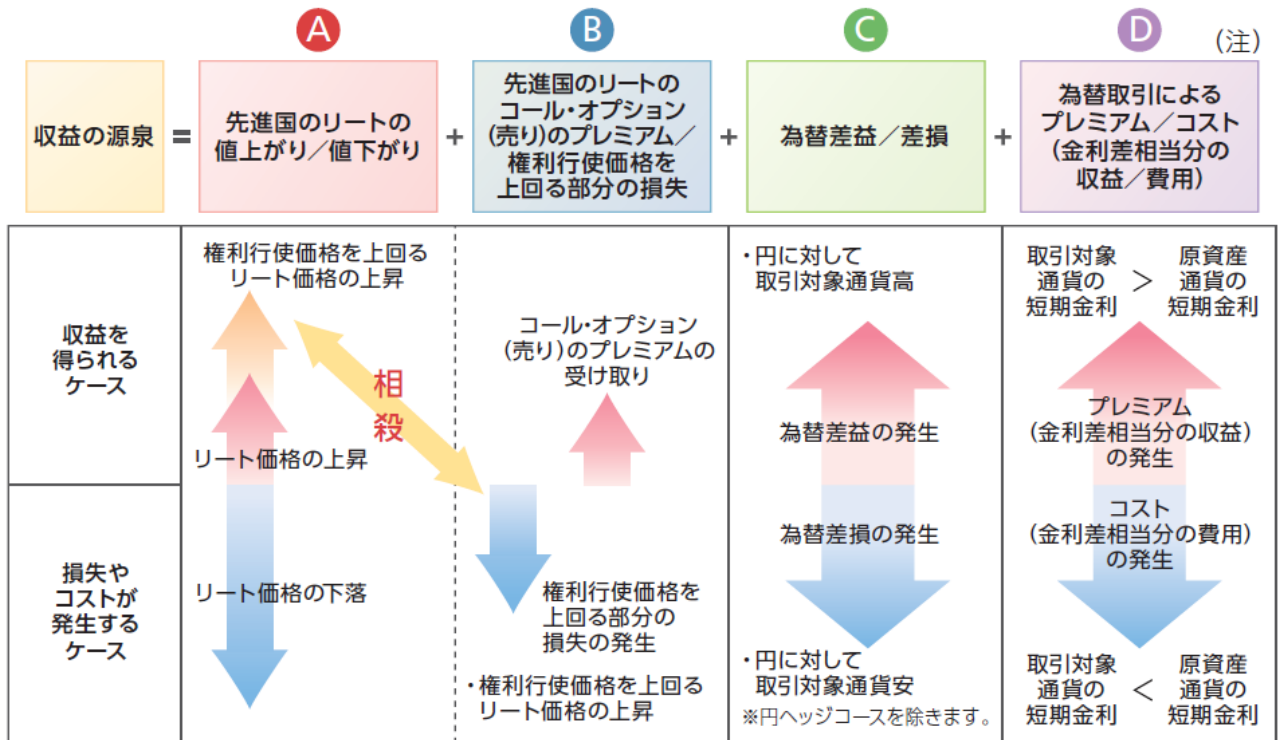 A
B
C
D
(注)
収益の源泉
=
先進国のリートの
値上がり／値下がり
+
先進国のリートの
コール・オプション
(売り)のプレミアム／
権利行使価格を
上回る部分の損失
+
為替差益／差損
+
為替取引による
プレミアム／コスト
(金利差相当分の
収益／費用)
収益を
得られる
ケース
権利行使価格を上回る
リート価格の上昇
相
殺
リート価格の上昇
コール・オプション
(売り)のプレミアムの
受け取り
・円に対して
取引対象通貨高
為替差益の発生
取引対象
通貨の
短期金利
＞
原資産
通貨の
短期金利
プレミアム
(金利差相当分の収益)
の発生
損失や
コストが
発生する
ケース
リート価格の下落
権利行使価格を
上回る部分の
損失の発生
・権利行使価格を上回る
リート価格の上昇
為替差損の発生
・円に対して
取引対象通貨安
※円ヘッジコースを除きます。
コスト
(金利差相当分の費用)
の発生
取引対象
通貨の
短期金利
＜
原資産
通貨の
短期金利